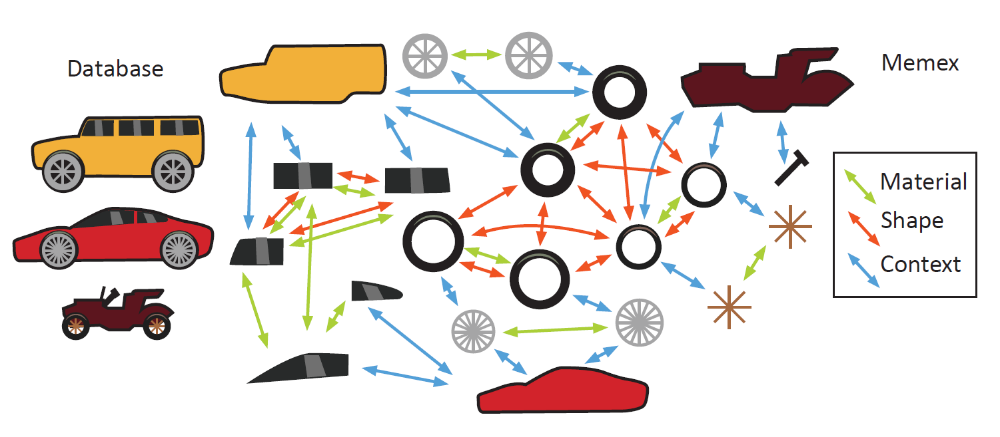 Database
Memex
Material
Shape
Context